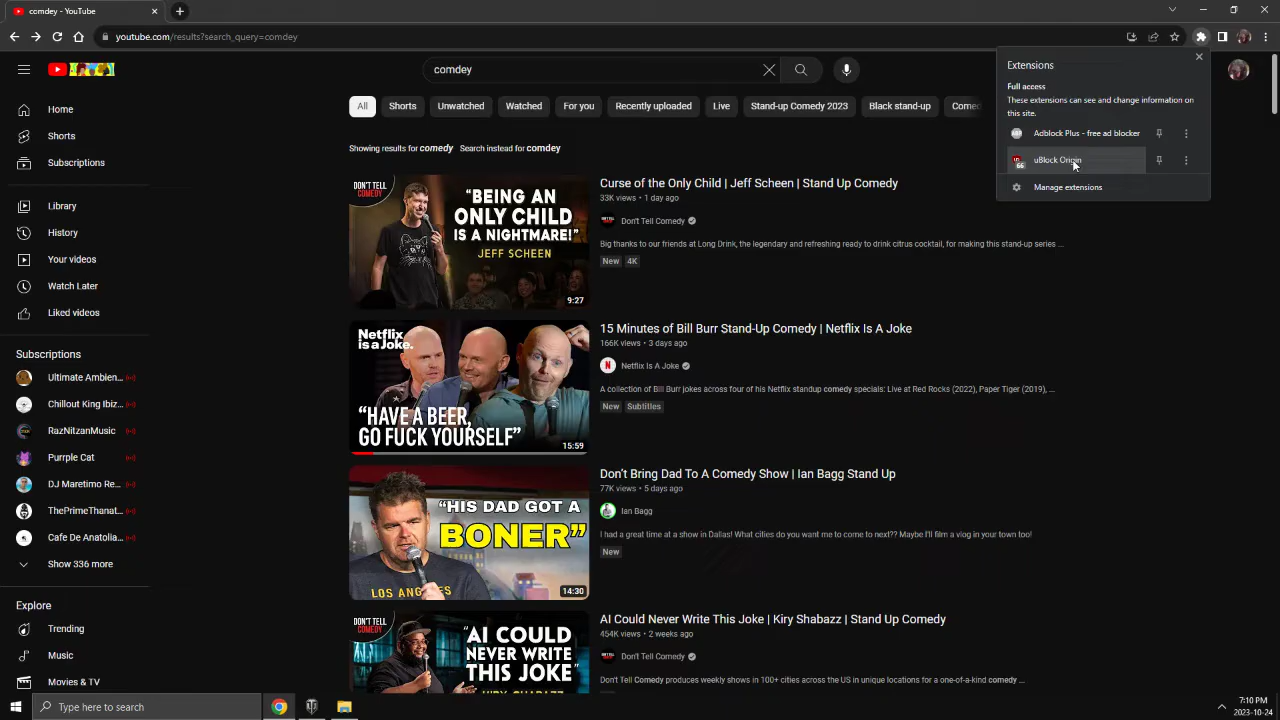 comdey - YouTube
youtube.com/results?search_query=comdey
comdey
All
Shorts
Unwatched
Watched
For you
Recently uploaded
Live
Stand-up Comedy 2023
Black stand-up
Comed
Extensions
Full access
These extensions can see and change information on
this site.
Adblock Plus - free ad blocker
uBlock Origin
Manage extensions
Home
Shorts
Subscriptions
Library
History
Your videos
Watch Later
Liked videos
Subscriptions
Ultimate Ambien...
Chillout King Ibiz...
RazNitzanMusic
Purrple Cat
DJ Maretimo Re...
ThePrimeThanat...
Cafe De Anatolia...
Show 336 more
Explore
Trending
Music
Movies & TV
Showing results for comedy Search instead for comdey
DON'T TELL
COMEDY
"BEING AN
ONLY CHILD
IS A NIGHTMARE!"
JEFF SCHEEN
9:27
Curse of the Only Child | Jeff Scheen | Stand Up Comedy
33K views • 1 day ago
Don't Tell Comedy
Big thanks to our friends at Long Drink, the legendary and refreshing ready to drink citrus cocktail, for making this stand-up series ...
New 4K
Netflix
is a Joke.
"HAVE A BEER,
GO FUCK YOURSELF"
15:59
15 Minutes of Bill Burr Stand-Up Comedy | Netflix Is A Joke
166K views • 3 days ago
Netflix Is A Joke
A collection of Bill Burr jokes across four of his Netflix standup comedy specials: Live at Red Rocks (2022), Paper Tiger (2019), ...
New Subtitles
"HIS DAD GOT A
BONER"
LOS ANGELES
14:30
Don't Bring Dad To A Comedy Show | Ian Bagg Stand Up
77K views • 5 days ago
Ian Bagg
I had a great time at a show in Dallas! What cities do you want me to come to next?? Maybe I'll film a vlog in your town too!
New
DON'T TELL
COMEDY
"AI COULD
NEVER WRITE
THIS JOKE"
KIRY SHABAZZ
AI Could Never Write This Joke | Kiry Shabazz | Stand Up Comedy
454K views • 2 weeks ago
Don't Tell Comedy
Don't Tell Comedy produces weekly shows in 100+ cities across the US in unique locations for a one-of-a-kind comedy ...
Type here to search
7:10 PM
2023-10-24